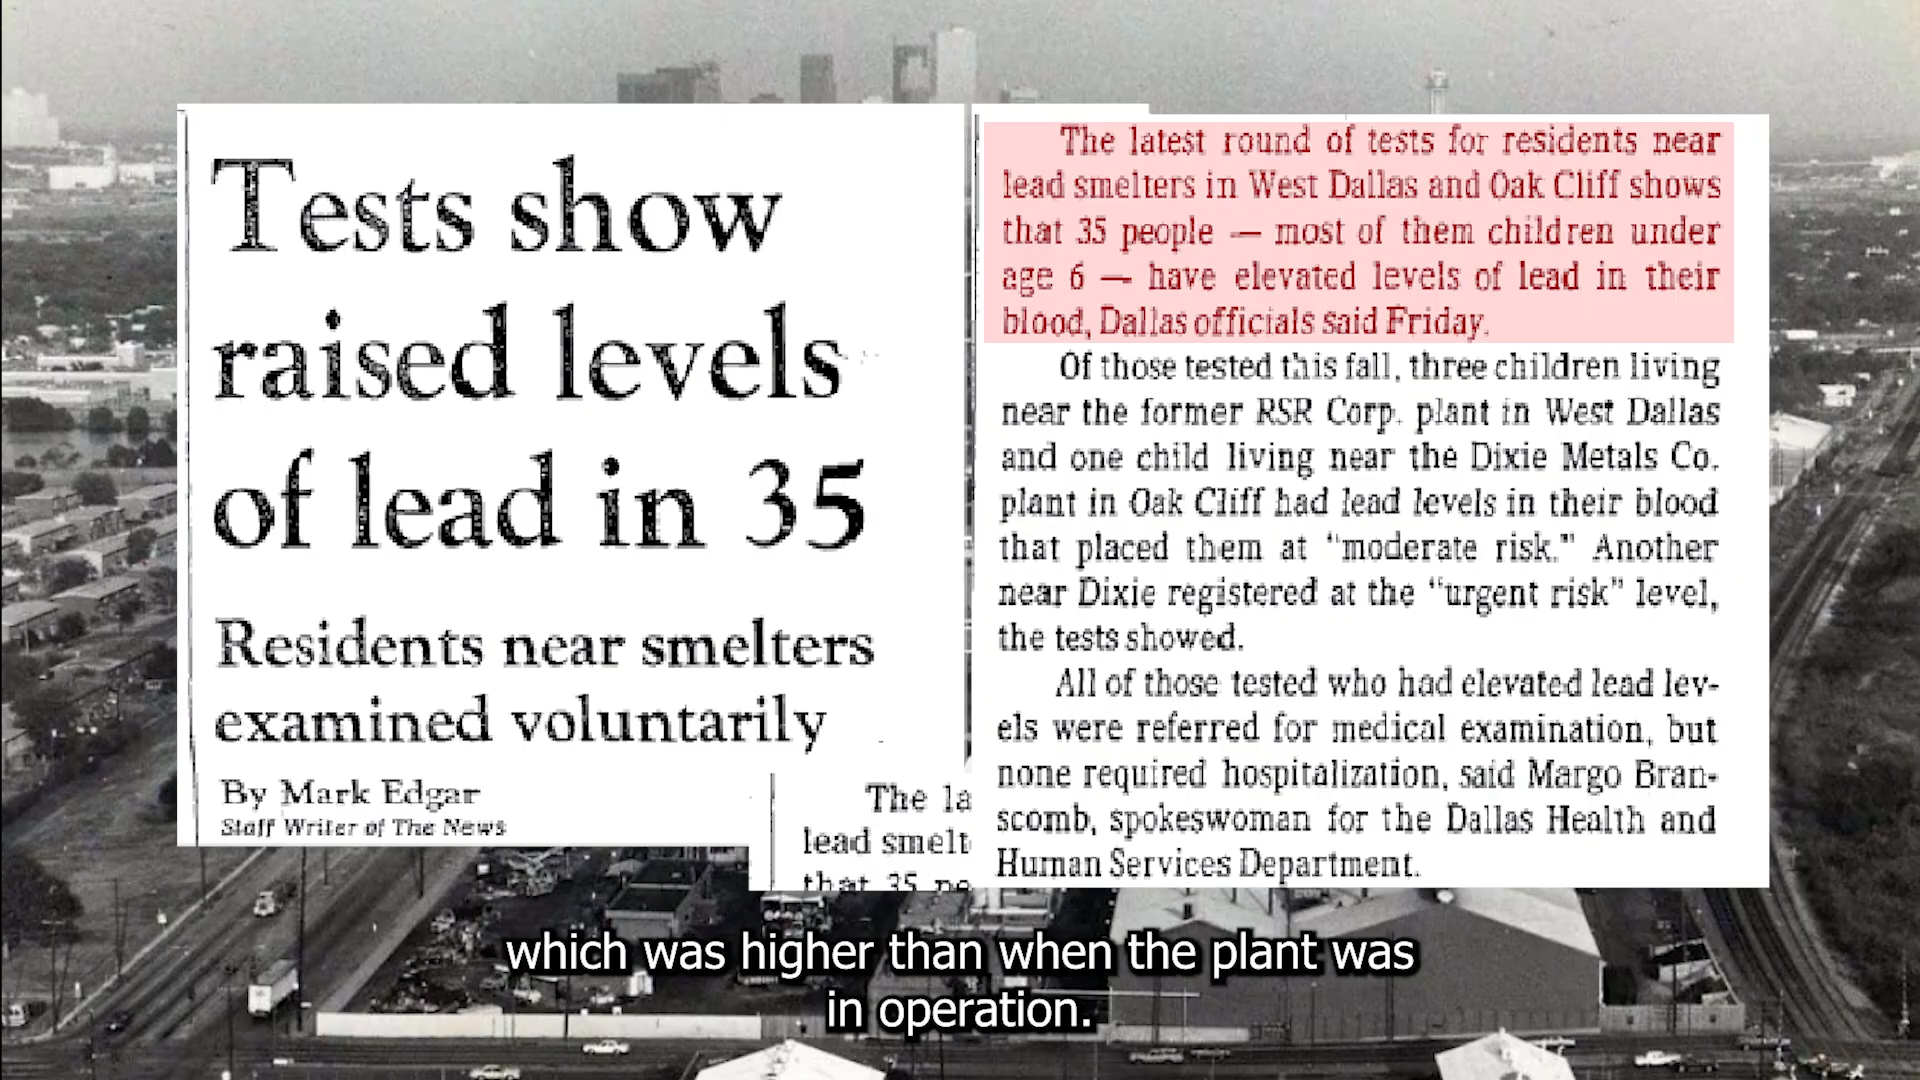 Tests show
raised levels
of lead in 35
Residents near smelters
examined voluntarily
By Mark Edgar
Staff Writer of The News
The la
lead smelt
that 35 pe
The latest round of tests for residents near
lead smelters in West Dallas and Oak Cliff shows
that 35 people — most of them children under
age 6 — have elevated levels of lead in their
blood, Dallas officials said Friday.
Of those tested this fall, three children living
near the former RSR Corp. plant in West Dallas
and one child living near the Dixie Metals Co.
plant in Oak Cliff had lead levels in their blood
that placed them at “moderate risk.” Another
near Dixie registered at the “urgent risk” level,
the tests showed.
All of those tested who had elevated lead lev-
els were referred for medical examination, but
none required hospitalization, said Margo Bran-
scomb, spokeswoman for the Dallas Health and
Human Services Department.
which was higher than when the plant was
in operation.